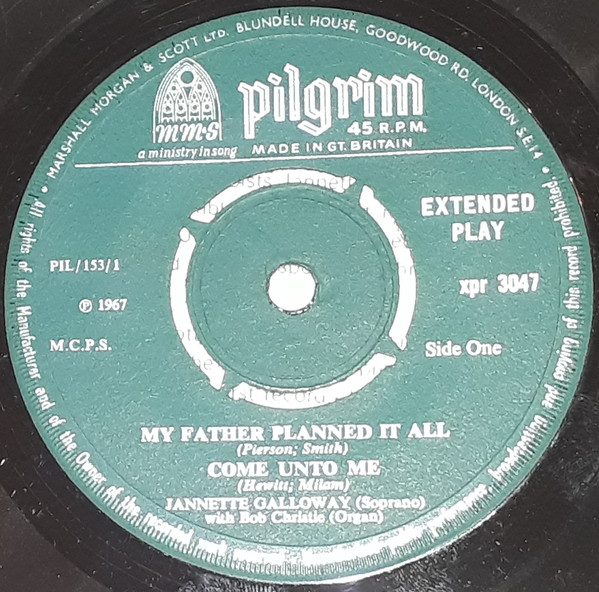 MARSHALL MORGAN & SCOTT LTD. BLUNDELL HOUSE, GOODWOOD RD. LONDON S.E.14
MMS
a ministry in song
pilgrim
45 R.P.M.
MADE IN GT. BRITAIN
EXTENDED
PLAY
PIL/153/1
xpr 3047
℗ 1967
M.C.P.S.
Side One
MY FATHER PLANNED IT ALL
(Pierson; Smith)
COME UNTO ME
(Hewitt; Milam)
JANNETTE GALLOWAY (Soprano)
with Bob Christie (Organ)
All rights of the Manufacturer and of the Owner of the recorded work broadcasting and copying of this record prohibited.